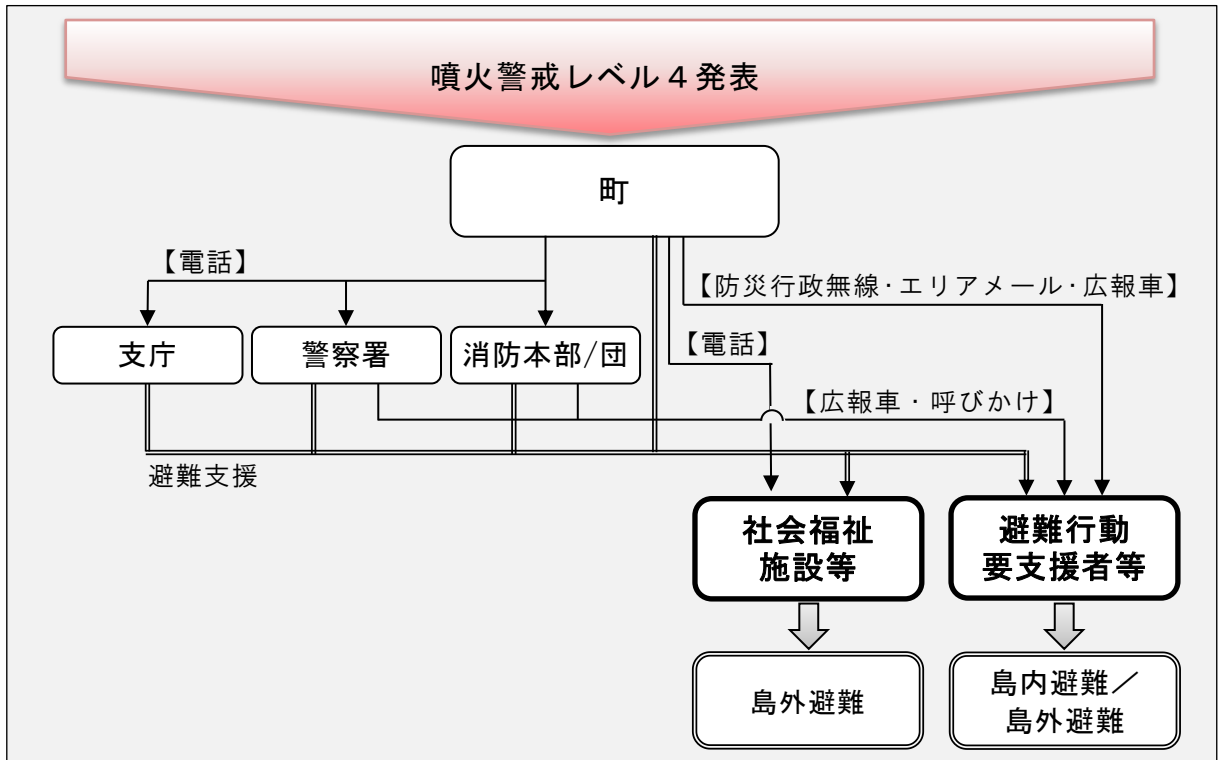 噴火警戒レベル４発表
町
【電話】
【防災行政無線・エリアメール・広報車】
支庁
警察署
消防本部/団
【電話】
【広報車・呼びかけ】
避難支援
社会福祉
施設等
避難行動
要支援者等
島外避難
島内避難／
島外避難